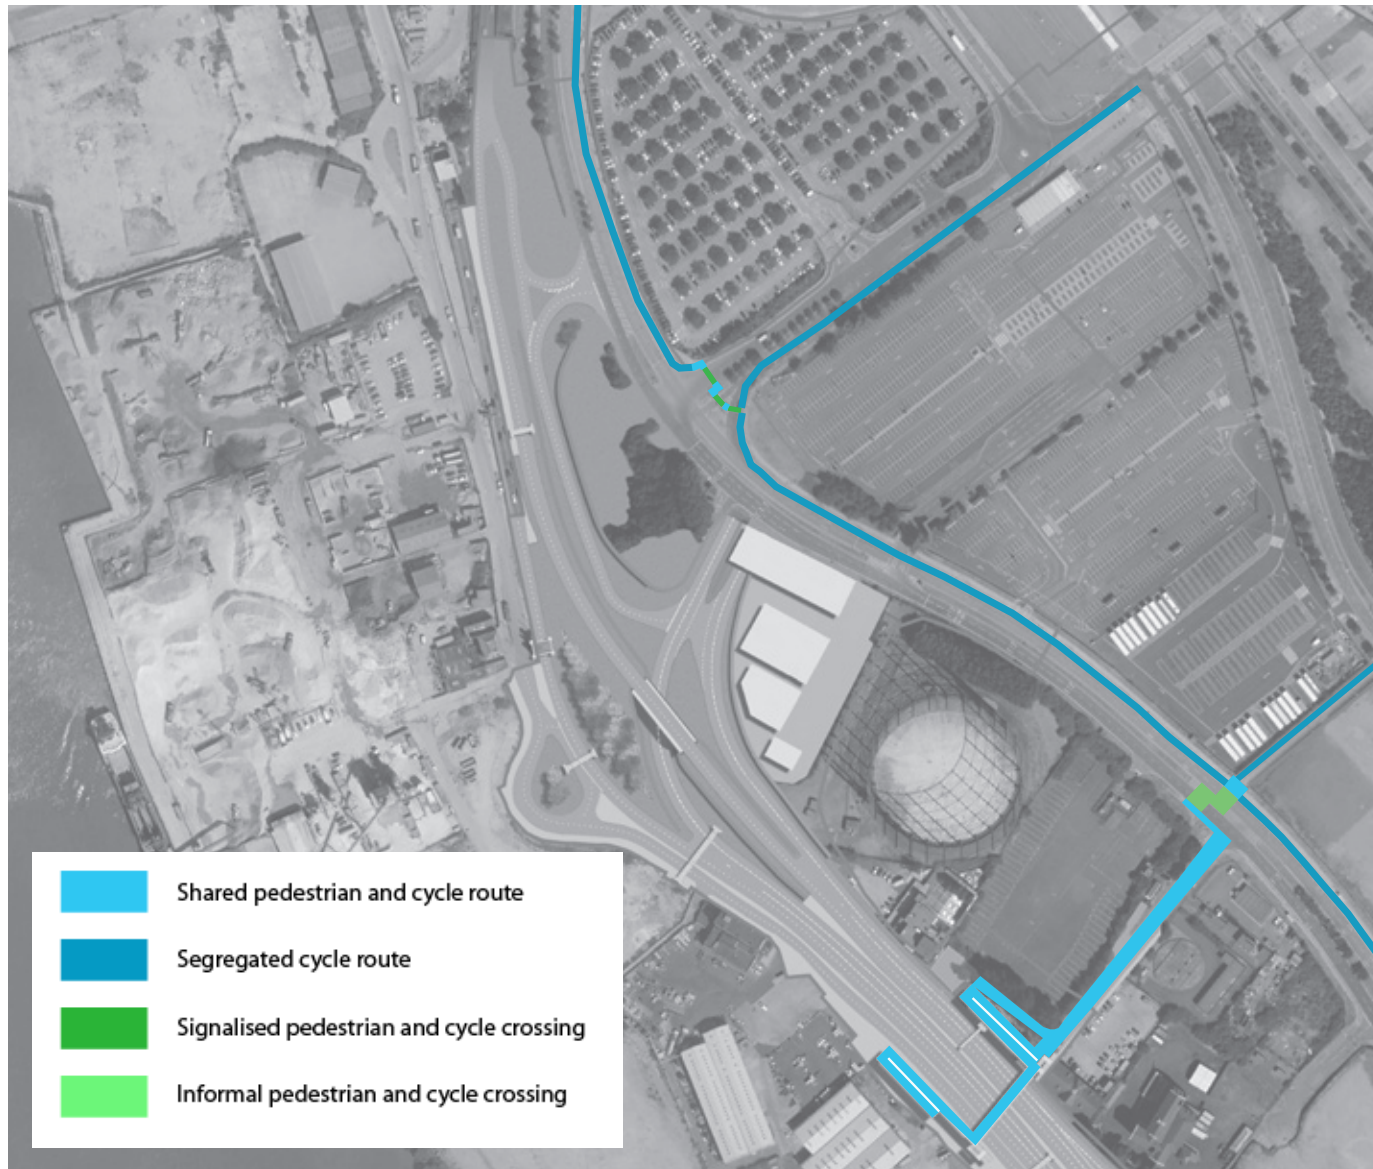 Shared pedestrian and cycle route
Segregated cycle route
Signalised pedestrian and cycle crossing
Informal pedestrian and cycle crossing